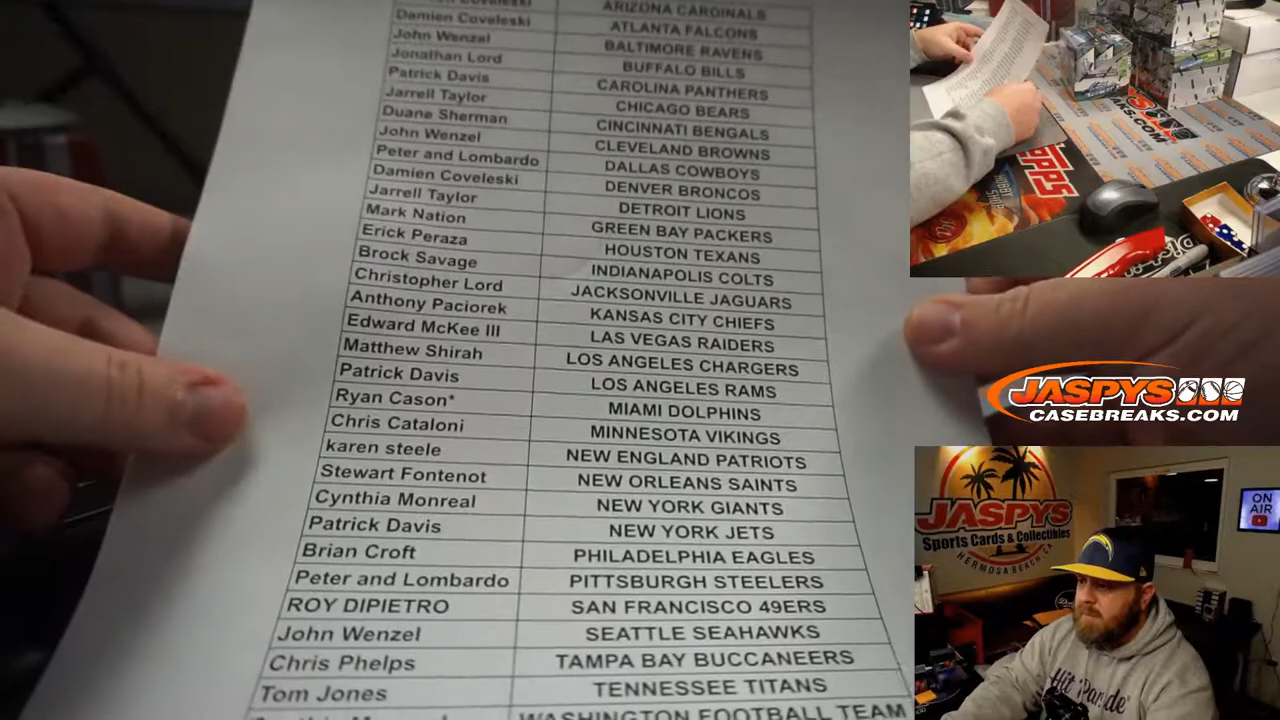 ARIZONA CARDINALS
Damien Coveleski ATLANTA FALCONS
John Wenzel BALTIMORE RAVENS
Jonathan Lord BUFFALO BILLS
Patrick Davis CAROLINA PANTHERS
Jarrell Taylor CHICAGO BEARS
Duane Sherman CINCINNATI BENGALS
John Wenzel CLEVELAND BROWNS
Peter and Lombardo DALLAS COWBOYS
Damien Coveleski DENVER BRONCOS
Jarrell Taylor DETROIT LIONS
Mark Nation GREEN BAY PACKERS
Erick Peraza HOUSTON TEXANS
Brock Savage INDIANAPOLIS COLTS
Christopher Lord JACKSONVILLE JAGUARS
Anthony Paciorek KANSAS CITY CHIEFS
Edward McKee III LAS VEGAS RAIDERS
Matthew Shirah LOS ANGELES CHARGERS
Patrick Davis LOS ANGELES RAMS
Ryan Cason* MIAMI DOLPHINS
Chris Cataloni MINNESOTA VIKINGS
karen steele NEW ENGLAND PATRIOTS
Stewart Fontenot NEW ORLEANS SAINTS
Cynthia Monreal NEW YORK GIANTS
Patrick Davis NEW YORK JETS
Brian Croft PHILADELPHIA EAGLES
Peter and Lombardo PITTSBURGH STEELERS
ROY DIPIETRO SAN FRANCISCO 49ERS
John Wenzel SEATTLE SEAHAWKS
Chris Phelps TAMPA BAY BUCCANEERS
Tom Jones TENNESSEE TITANS
WASHINGTON FOOTBALL TEAM
TOPPS
HOBBY SHOP
JASPYS
CASEBREAKS.COM
JASPYS
Sports Cards & Collectibles
HERMOSA BEACH, CA
ON AIR
Hit Parade